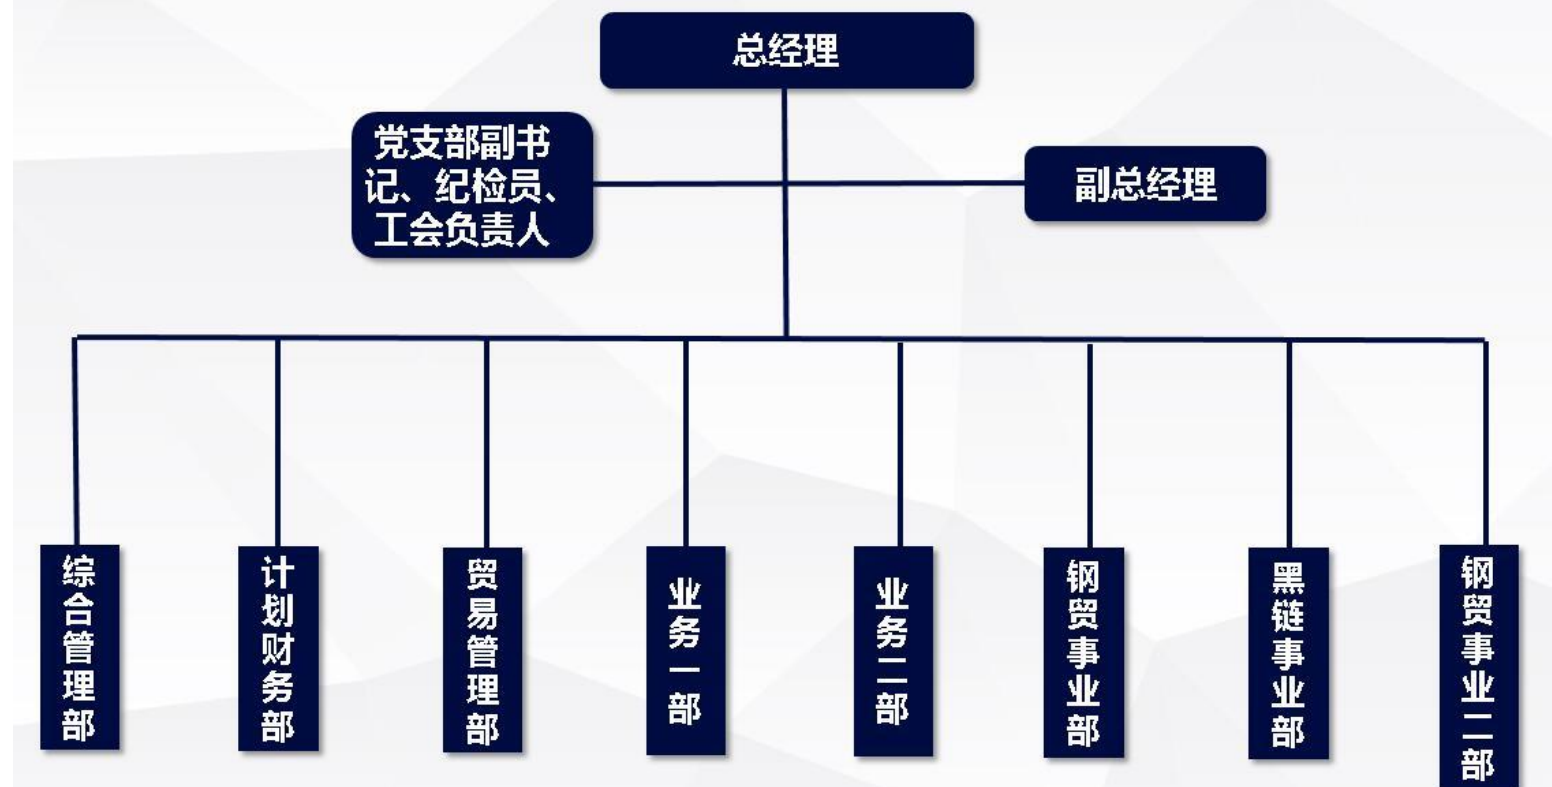 总经理
党支部副书
记、纪检员、
工会负责人
副总经理
综合管理部
计划财务部
贸易管理部
业务一部
业务二部
钢贸事业部
黑链事业部
钢贸事业二部